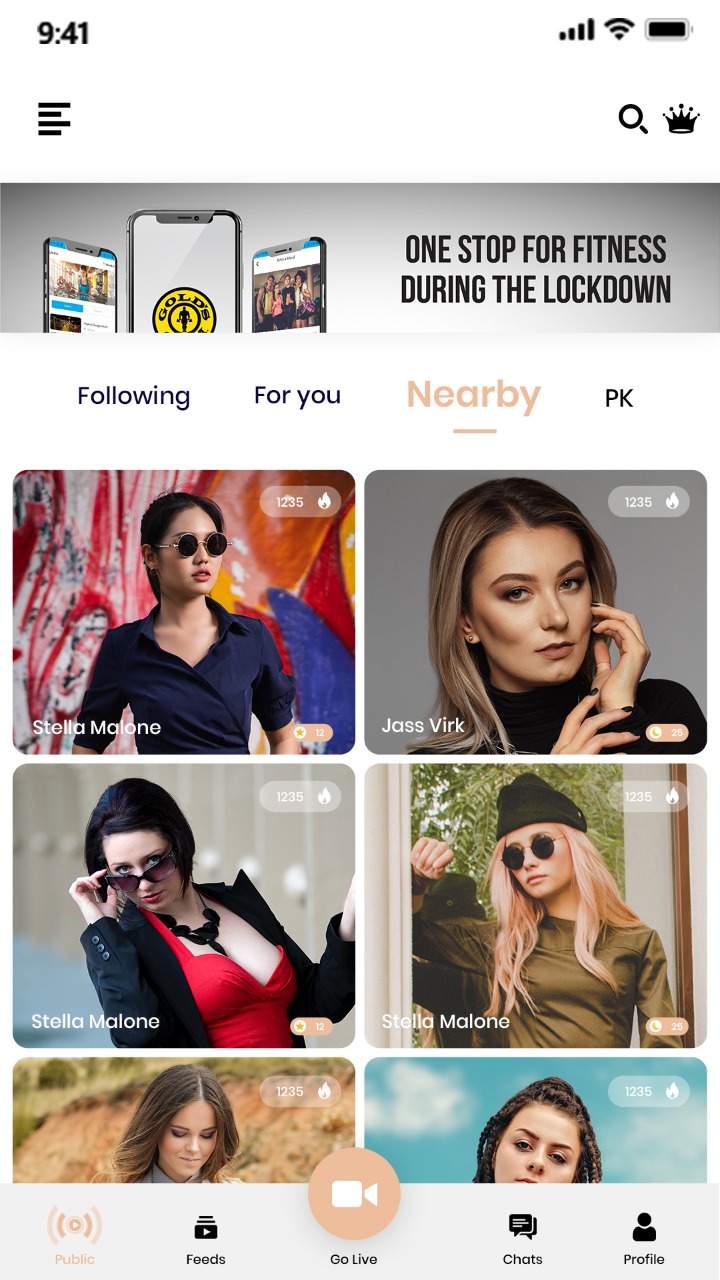 9:41
GOLD'S
ONE STOP FOR FITNESS
DURING THE LOCKDOWN
Following
For you
Nearby
PK
1235
1235
Stella Malone
12
Jass Virk
25
1235
1235
Stella Malone
12
Stella Malone
25
1235
1235
Public
Feeds
Go Live
Chats
Profile